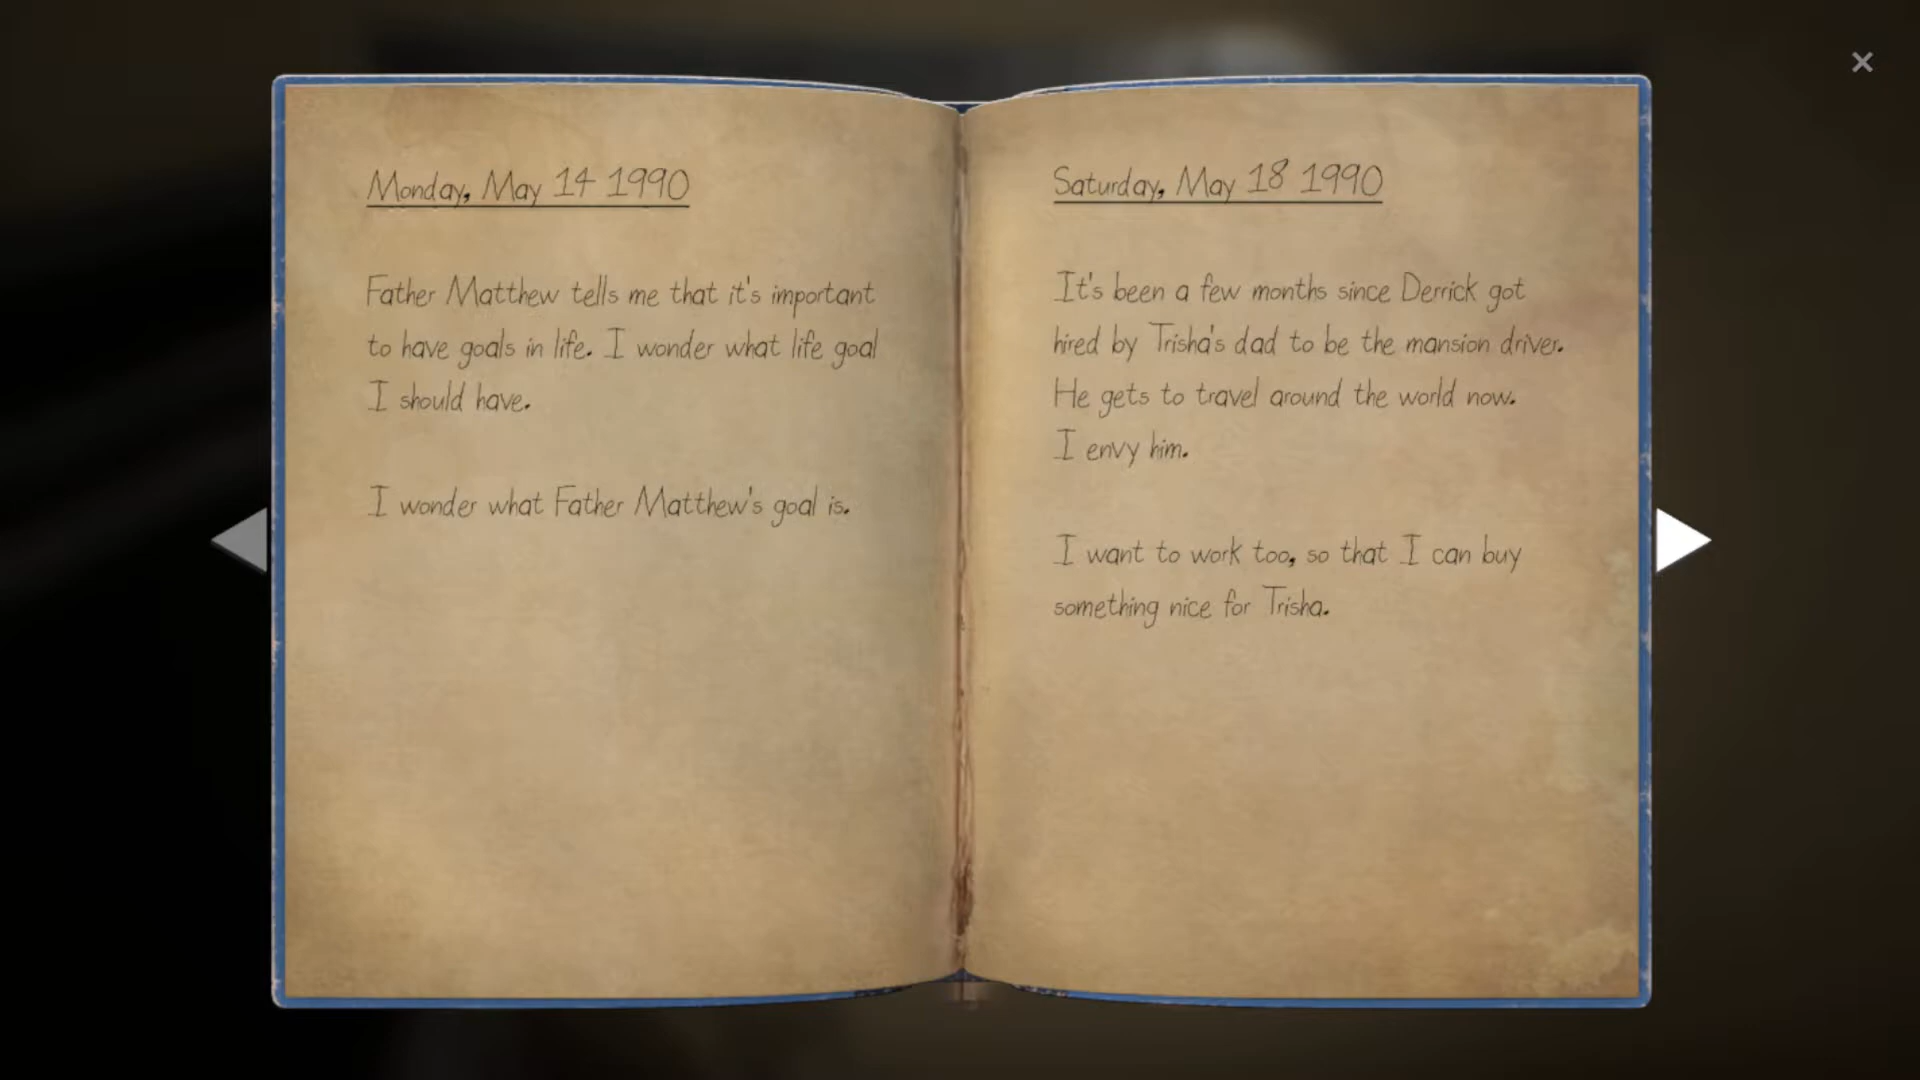 Monday, May 14 1990
Father Matthew tells me that it's important
to have goals in life. I wonder what life goal
I should have.
I wonder what Father Matthew's goal is.
Saturday, May 18 1990
It's been a few months since Derrick got
hired by Trisha's dad to be the mansion driver.
He gets to travel around the world now.
I envy him.
I want to work too, so that I can buy
something nice for Trisha.